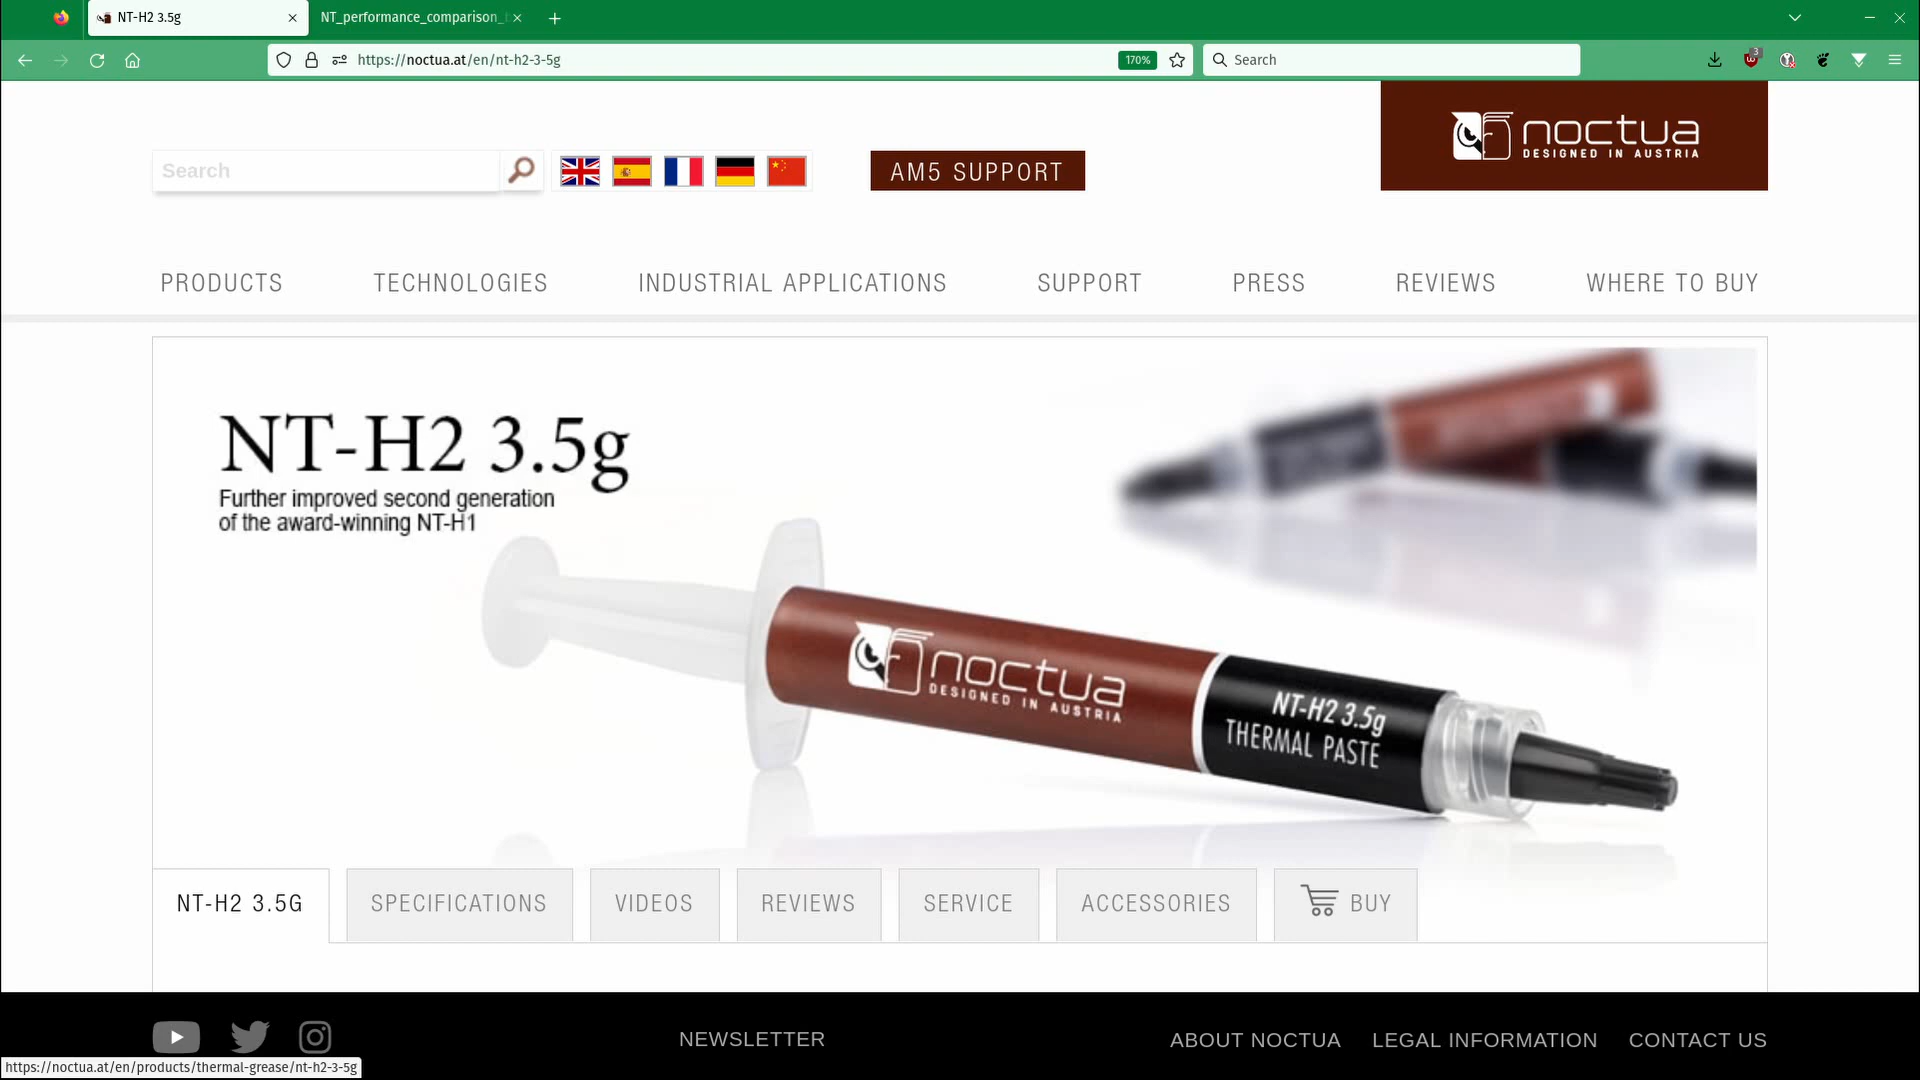 NT-H2 3.5g
NT_performance_comparison_
https://noctua.at/en/nt-h2-3-5g
170%
Search
3
noctua
DESIGNED IN AUSTRIA
Search
AM5 SUPPORT
PRODUCTS
TECHNOLOGIES
INDUSTRIAL APPLICATIONS
SUPPORT
PRESS
REVIEWS
WHERE TO BUY
NT-H2 3.5g
Further improved second generation
of the award-winning NT-H1
noctua
DESIGNED IN AUSTRIA
NT-H2 3.5g
THERMAL PASTE
NT-H2 3.5G
SPECIFICATIONS
VIDEOS
REVIEWS
SERVICE
ACCESSORIES
BUY
NEWSLETTER
ABOUT NOCTUA
LEGAL INFORMATION
CONTACT US
https://noctua.at/en/products/thermal-grease/nt-h2-3-5g